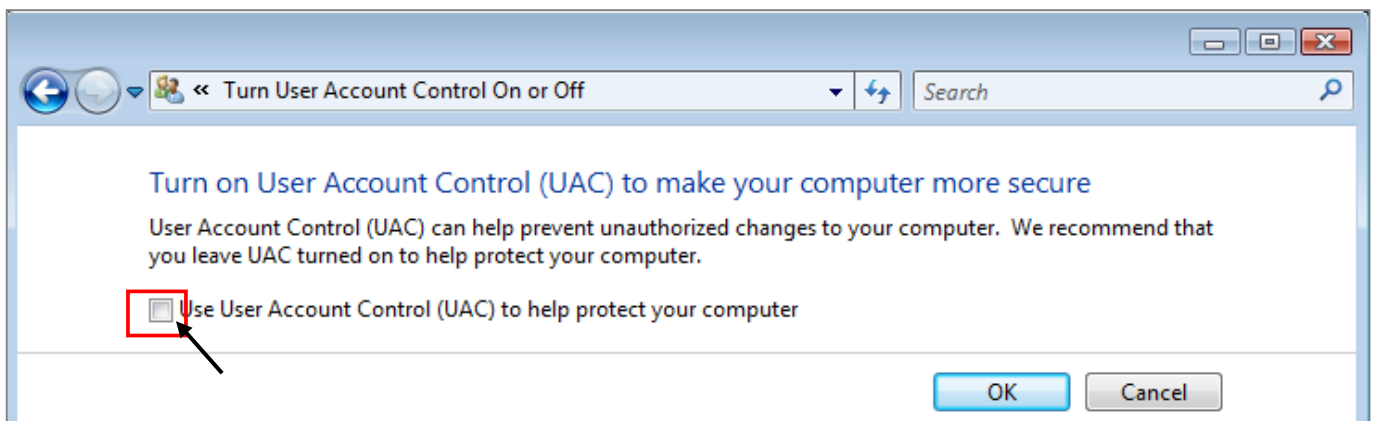 « Turn User Account Control On or Off
Search
Turn on User Account Control (UAC) to make your computer more secure
User Account Control (UAC) can help prevent unauthorized changes to your computer.  We recommend that
you leave UAC turned on to help protect your computer.
Use User Account Control (UAC) to help protect your computer
OK
Cancel